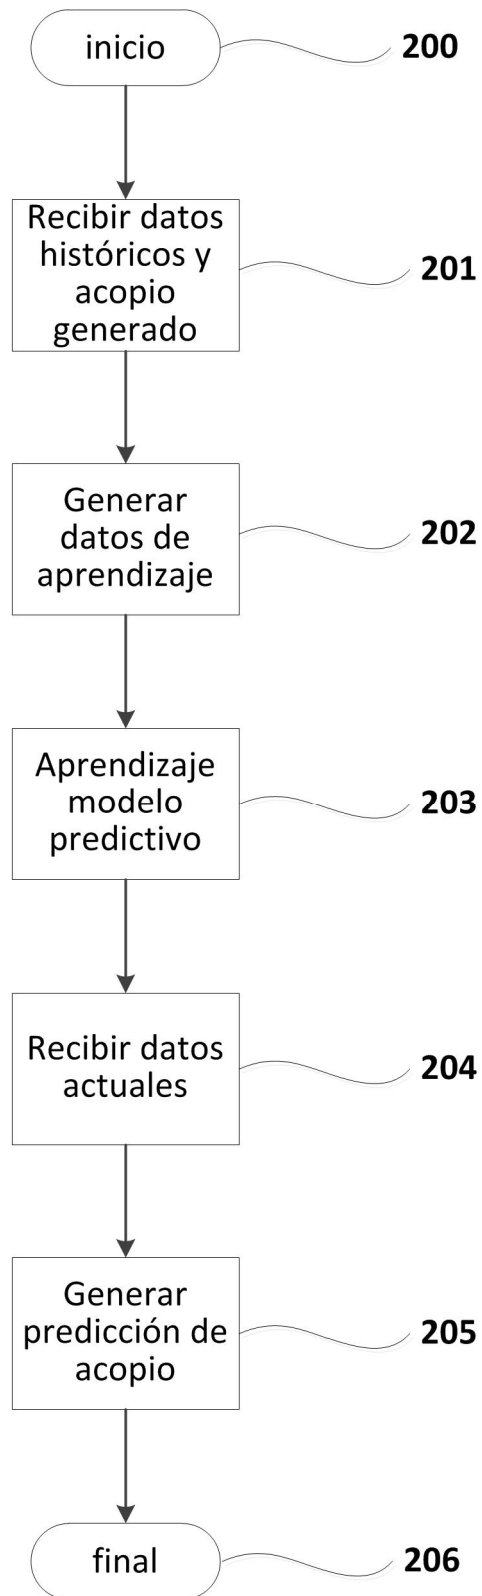 inicio
200
Recibir datos
históricos y
acopio
generado
201
Generar
datos de
aprendizaje
202
Aprendizaje
modelo
predictivo
203
Recibir datos
actuales
204
Generar
predicción de
acopio
205
final
206